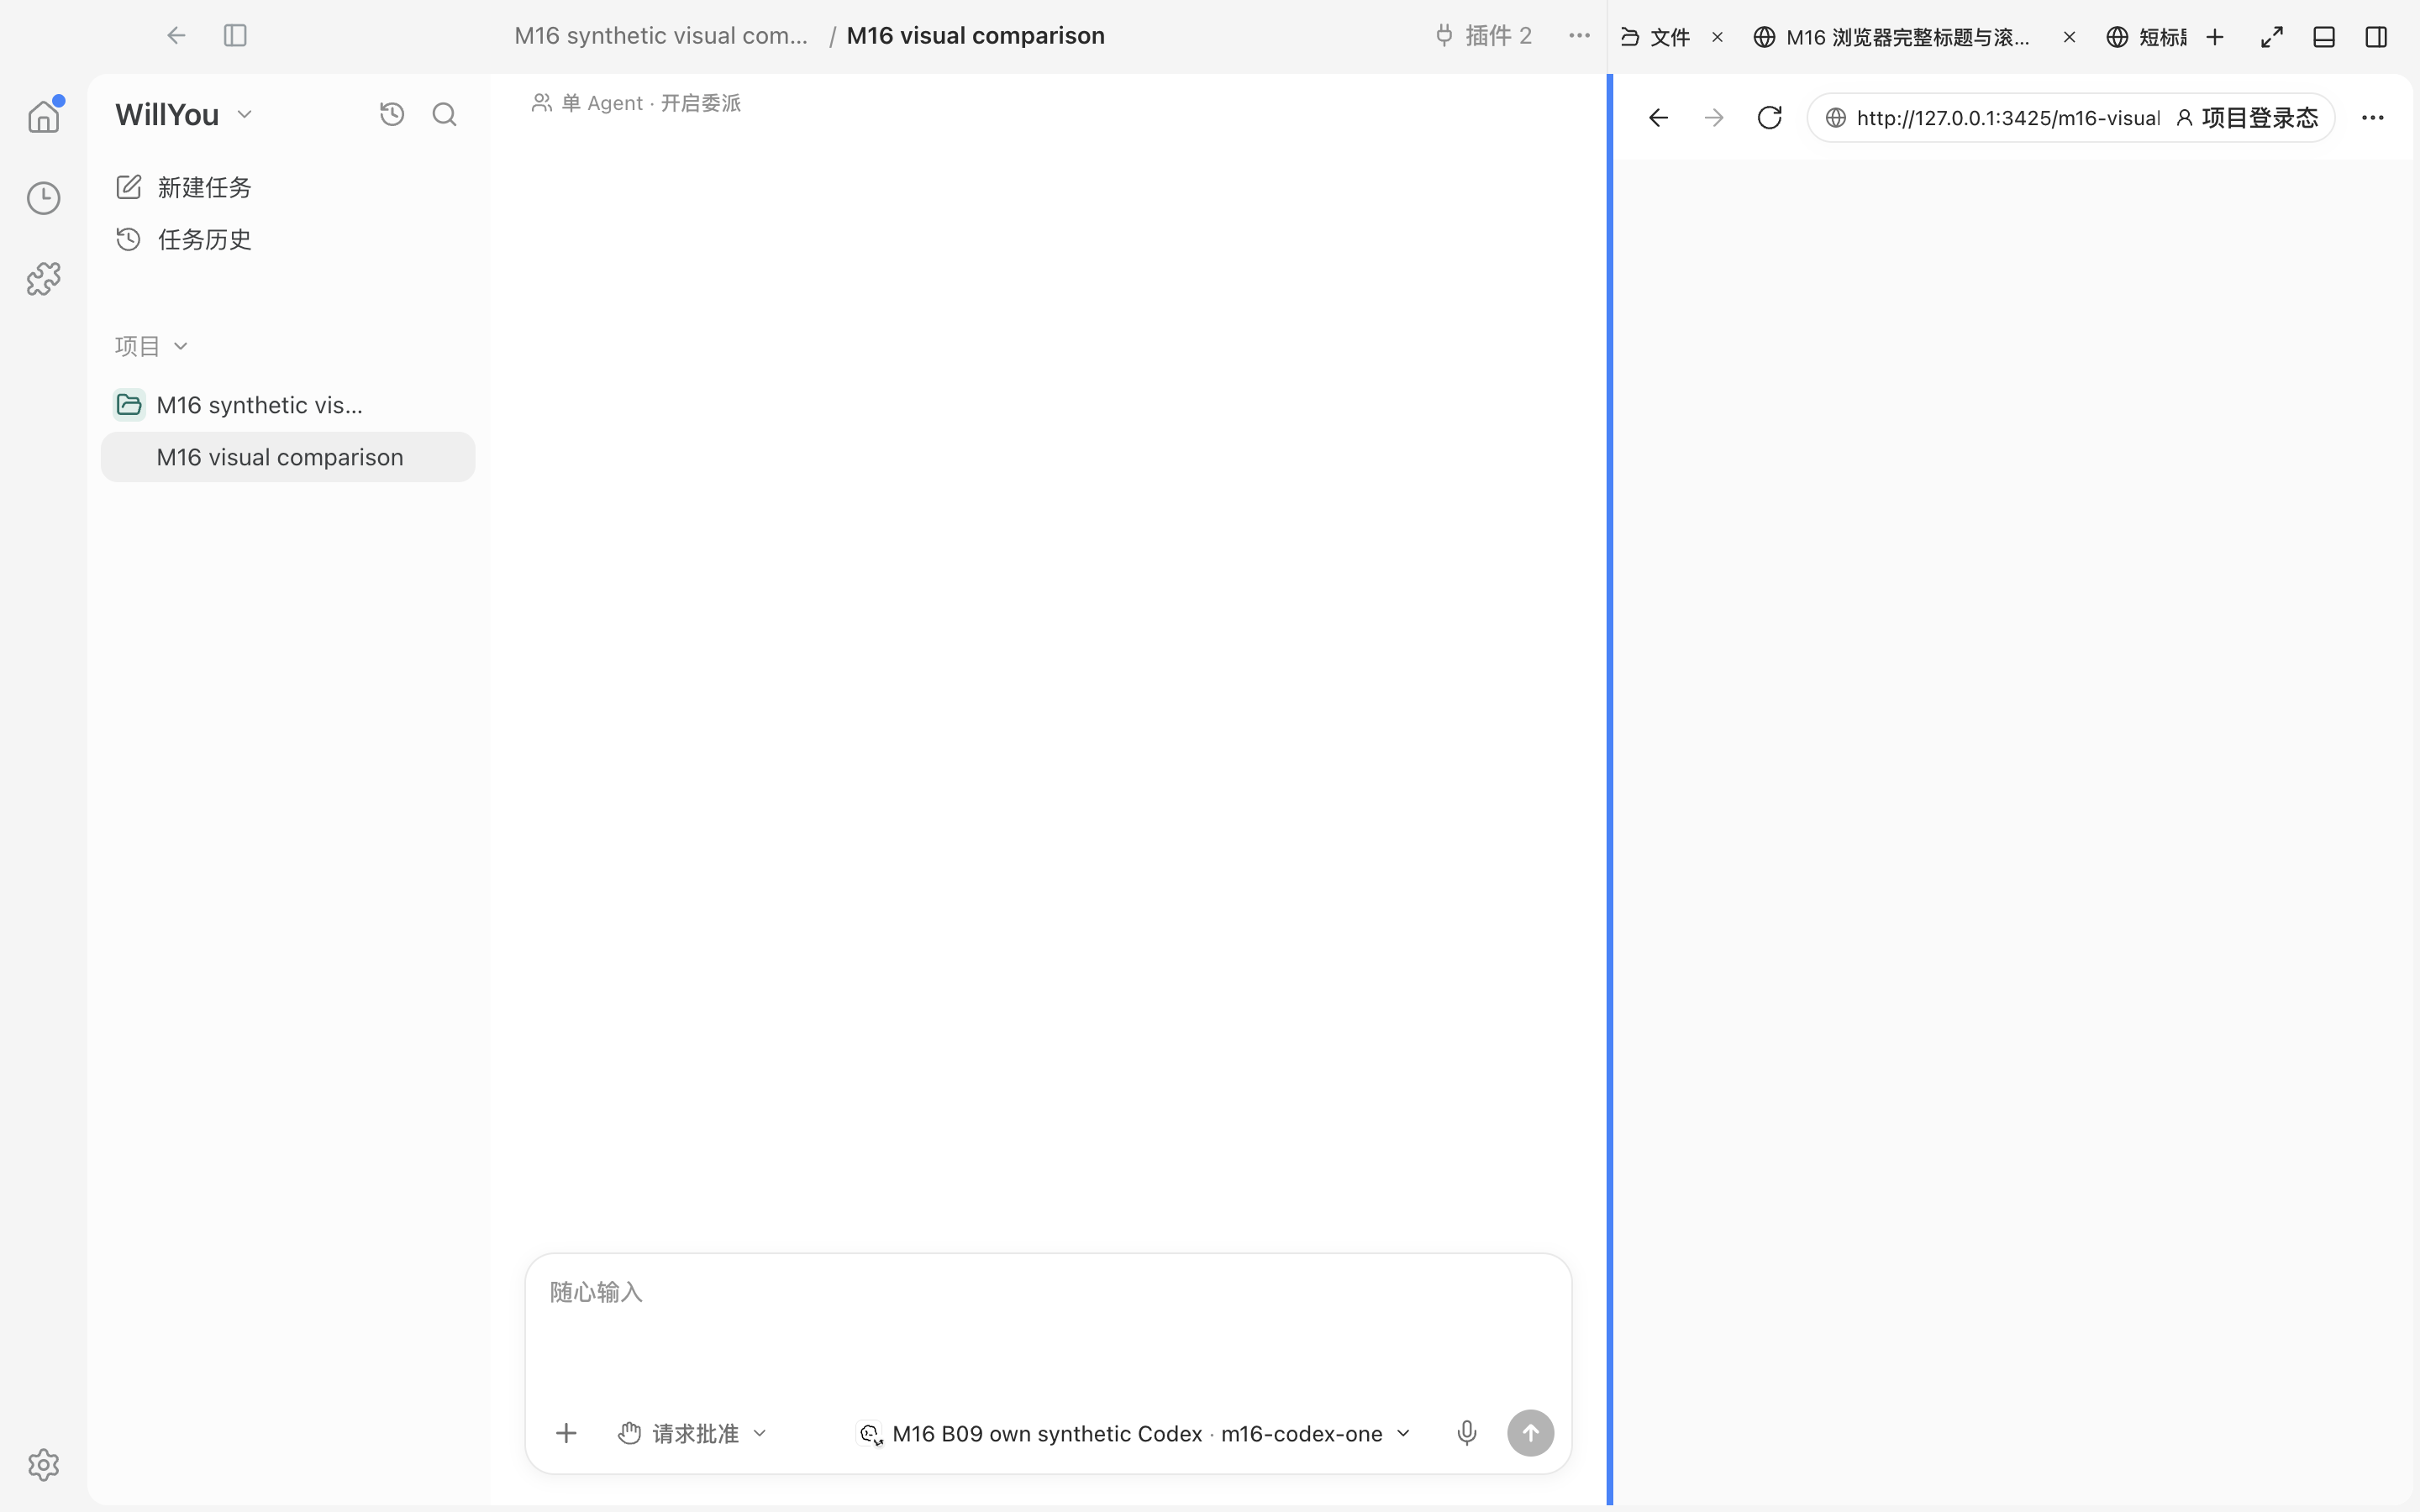 M16 synthetic visual com... / M16 visual comparison
插件 2
文件
M16 浏览器完整标题与滚...
短标
WillYou
单 Agent · 开启委派
http://127.0.0.1:3425/m16-visual
项目登录态
新建任务
任务历史
项目
M16 synthetic vis...
M16 visual comparison
随心输入
请求批准
M16 B09 own synthetic Codex · m16-codex-one